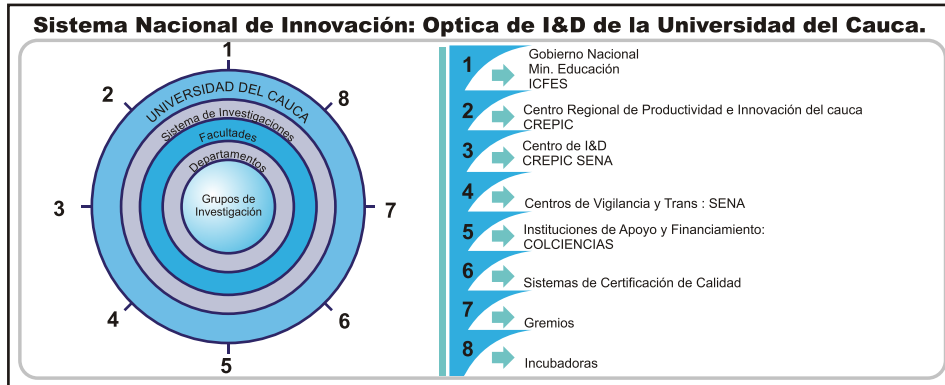 Sistema Nacional de Innovación: Optica de I&D de la Universidad del Cauca.
1
2
8
3
7
4
6
5
UNIVERSIDAD DEL CAUCA
Sistema de Investigaciones
Facultades
Departamentos
Grupos de
Investigación
1
Gobierno Nacional
Min. Educación
ICFES
2
Centro Regional de Productividad e Innovación del cauca
CREPIC
3
Centro de I&D
CREPIC SENA
4
Centros de Vigilancia y Trans : SENA
5
Instituciones de Apoyo y Financiamiento:
COLCIENCIAS
6
Sistemas de Certificación de Calidad
7
Gremios
8
Incubadoras